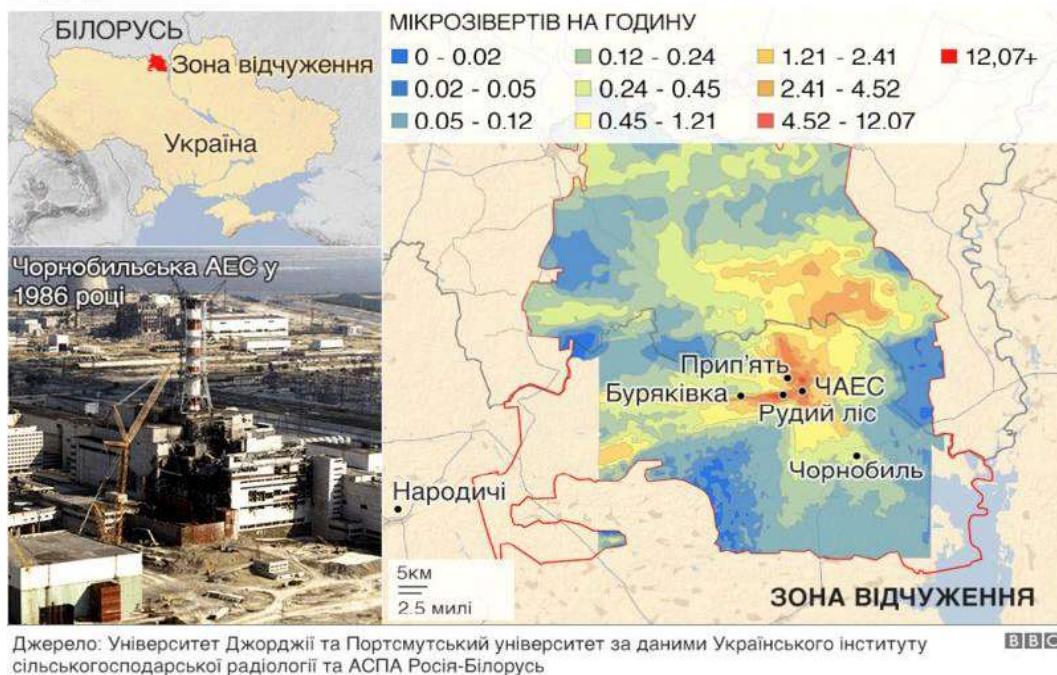 БІЛОРУСЬ
Зона відчуження
Україна
Чорнобильська АЕС у
1986 році
МІКРОЗІВЕРТІВ НА ГОДИНУ
0 - 0.02
0.02 - 0.05
0.05 - 0.12
0.12 - 0.24
0.24 - 0.45
0.45 - 1.21
1.21 - 2.41
2.41 - 4.52
4.52 - 12.07
12,07+
Прип'ять
Буряківка
ЧАЕС
Рудий ліс
Чорнобиль
Народичі
5км
2.5 милі
ЗОНА ВІДЧУЖЕННЯ
Джерело: Університет Джорджії та Портсмутський університет за даними Українського інституту
сільськогосподарської радіології та АСПА Росія-Білорусь
BBC